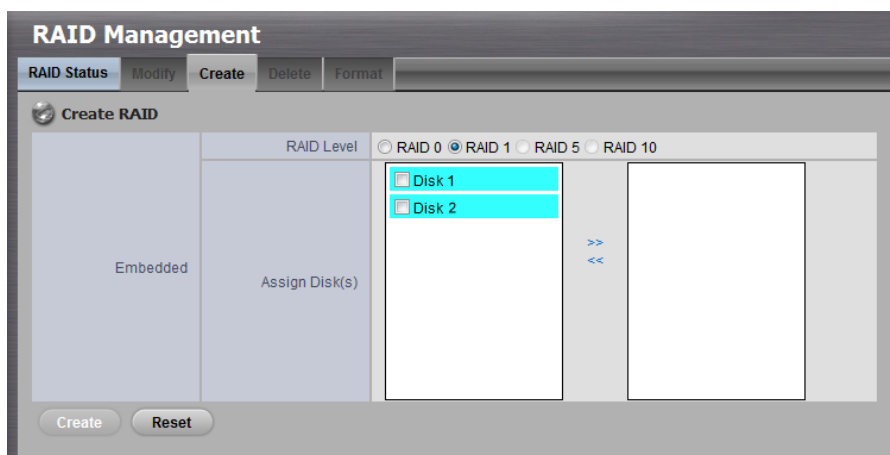 RAID Management
RAID Status Modify Create Delete Format
Create RAID
RAID Level RAID 0 RAID 1 RAID 5 RAID 10
Embedded
Assign Disk(s)
Disk 1
Disk 2
>>
<<
Create Reset